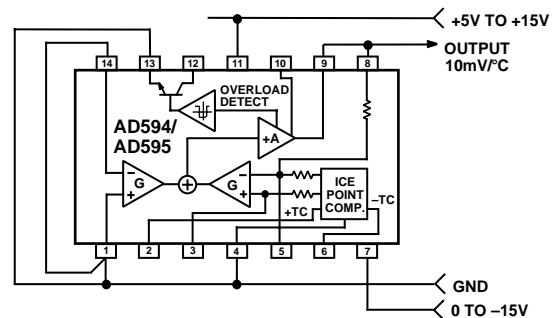 +5V TO +15V
OUTPUT
10mV/°C
14 13 12 11 10 9 8
OVERLOAD
DETECT
AD594/
AD595
+A
– G +
– G +
ICE
POINT
COMP.
–TC
+TC
1 2 3 4 5 6 7
GND
0 TO –15V